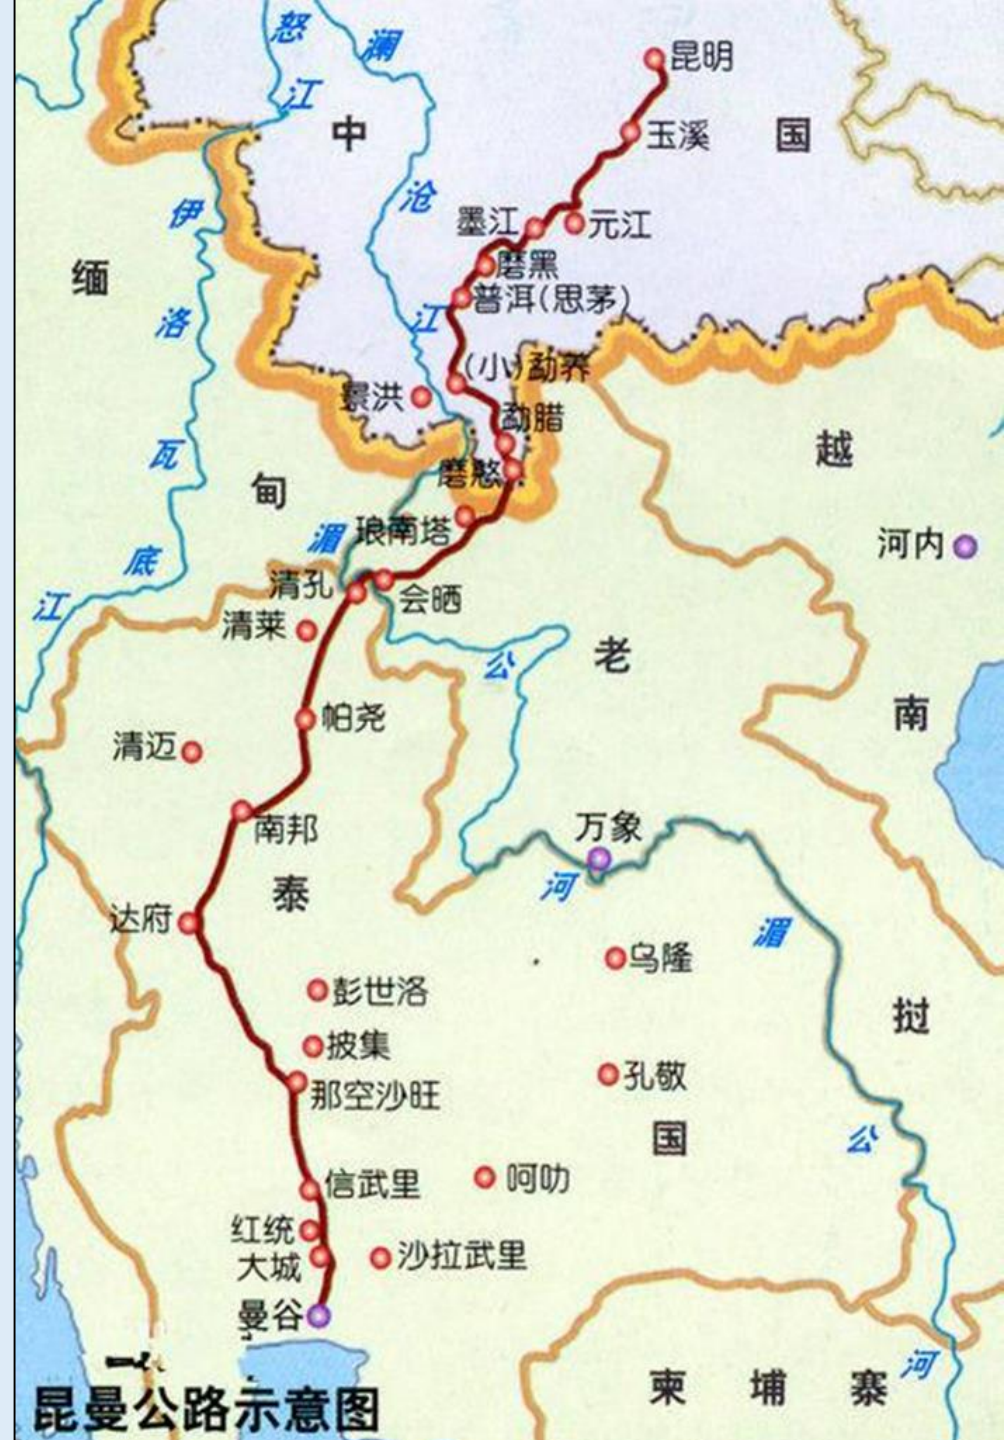 怒江
澜沧江
昆明
中国
玉溪
伊洛瓦底江
墨江
元江
缅甸
磨黑
普洱(思茅)
(小)勐养
景洪
勐腊
越南
磨憨
琅南塔
湄公河
河内
清孔
会晒
清莱
老挝
帕尧
清迈
南邦
万象
泰国
达府
湄公河
乌隆
彭世洛
披集
孔敬
那空沙旺
信武里
呵叻
红统
大城
沙拉武里
曼谷
柬埔寨
昆曼公路示意图